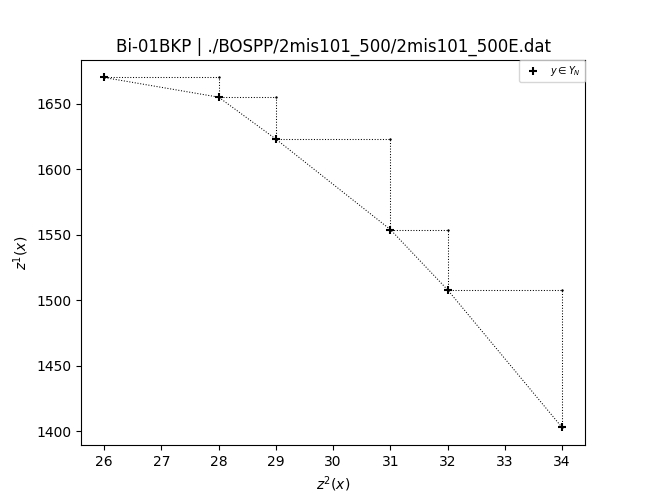 Bi-01BKP | ./BOSPP/2mis101_500/2mis101_500E.dat
y ∈ Y_N
1650
1600
1550
1500
1450
1400
z^1(x)
26 27 28 29 30 31 32 33 34
z^2(x)